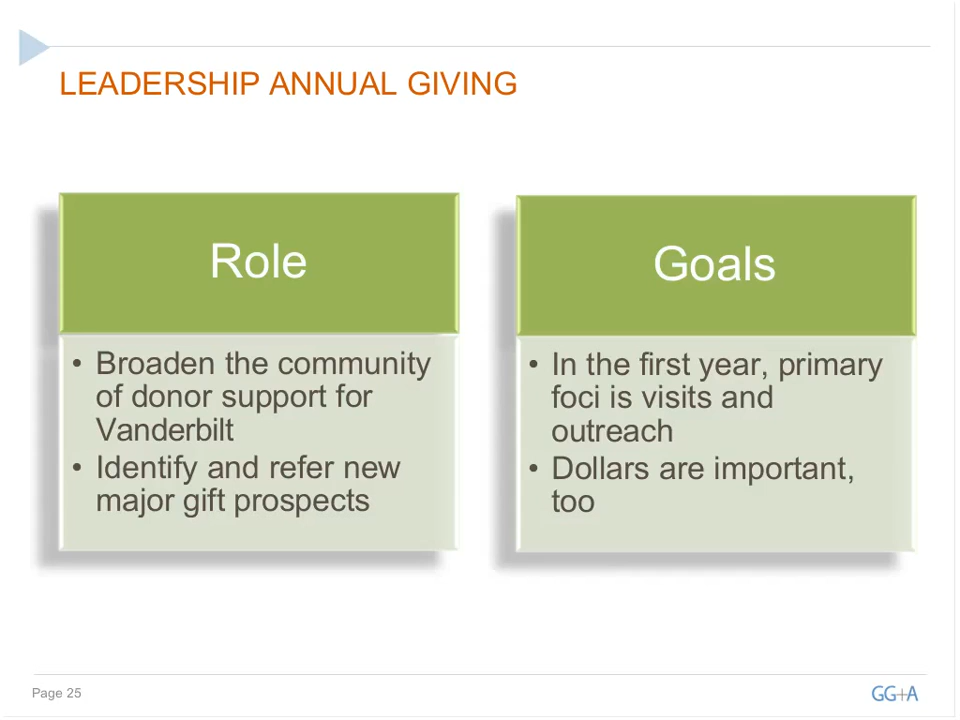 LEADERSHIP ANNUAL GIVING
Role
• Broaden the community
of donor support for
Vanderbilt
• Identify and refer new
major gift prospects
Goals
• In the first year, primary
foci is visits and
outreach
• Dollars are important,
too
Page 25
GG+A